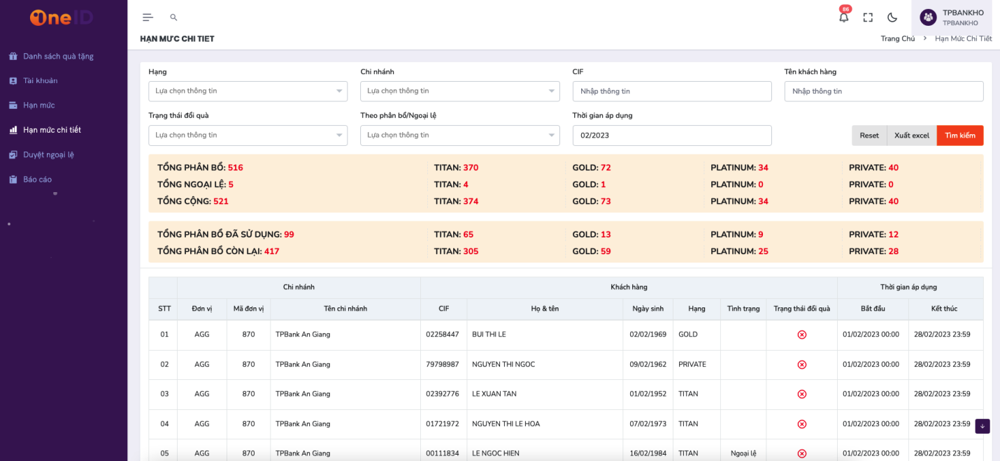 OneID
Danh sách quà tặng
Tài khoản
Hạn mức
Hạn mức chi tiết
Duyệt ngoại lệ
Báo cáo
86
TPBANKHO
TPBANKHO
HẠN MỨC CHI TIẾT
Trang Chủ > Hạn Mức Chi Tiết
Hạng Chi nhánh CIF Tên khách hàng
Lựa chọn thông tin Lựa chọn thông tin Nhập thông tin Nhập thông tin
Trạng thái đổi quà Theo phân bổ/Ngoại lệ Thời gian áp dụng
Lựa chọn thông tin Lựa chọn thông tin 02/2023 Reset Xuất excel Tìm kiếm
TỔNG PHÂN BỔ: 516 TITAN: 370 GOLD: 72 PLATINUM: 34 PRIVATE: 40
TỔNG NGOẠI LỆ: 5 TITAN: 4 GOLD: 1 PLATINUM: 0 PRIVATE: 0
TỔNG CỘNG: 521 TITAN: 374 GOLD: 73 PLATINUM: 34 PRIVATE: 40
TỔNG PHÂN BỔ ĐÃ SỬ DỤNG: 99 TITAN: 65 GOLD: 13 PLATINUM: 9 PRIVATE: 12
TỔNG PHÂN BỔ CÒN LẠI: 417 TITAN: 305 GOLD: 59 PLATINUM: 25 PRIVATE: 28
Chi nhánh Khách hàng Thời gian áp dụng
STT Đơn vị Mã đơn vị Tên chi nhánh CIF Họ & tên Ngày sinh Hạng Tình trạng Trạng thái đổi quà Bắt đầu Kết thúc
01 AGG 870 TPBank An Giang 02258447 BUI THI LE 02/02/1969 GOLD 01/02/2023 00:00 28/02/2023 23:59
02 AGG 870 TPBank An Giang 79798987 NGUYEN THI NGOC 09/02/1962 PRIVATE 01/02/2023 00:00 28/02/2023 23:59
03 AGG 870 TPBank An Giang 02392776 LE XUAN TAN 01/02/1952 TITAN 01/02/2023 00:00 28/02/2023 23:59
04 AGG 870 TPBank An Giang 01721972 NGUYEN THI LE HOA 07/02/1973 TITAN 01/02/2023 00:00 28/02/2023 23:59
05 AGG 870 TPBank An Giang 00111834 LE NGOC HIEN 16/02/1984 TITAN Ngoại lệ 01/02/2023 00:00 28/02/2023 23:59